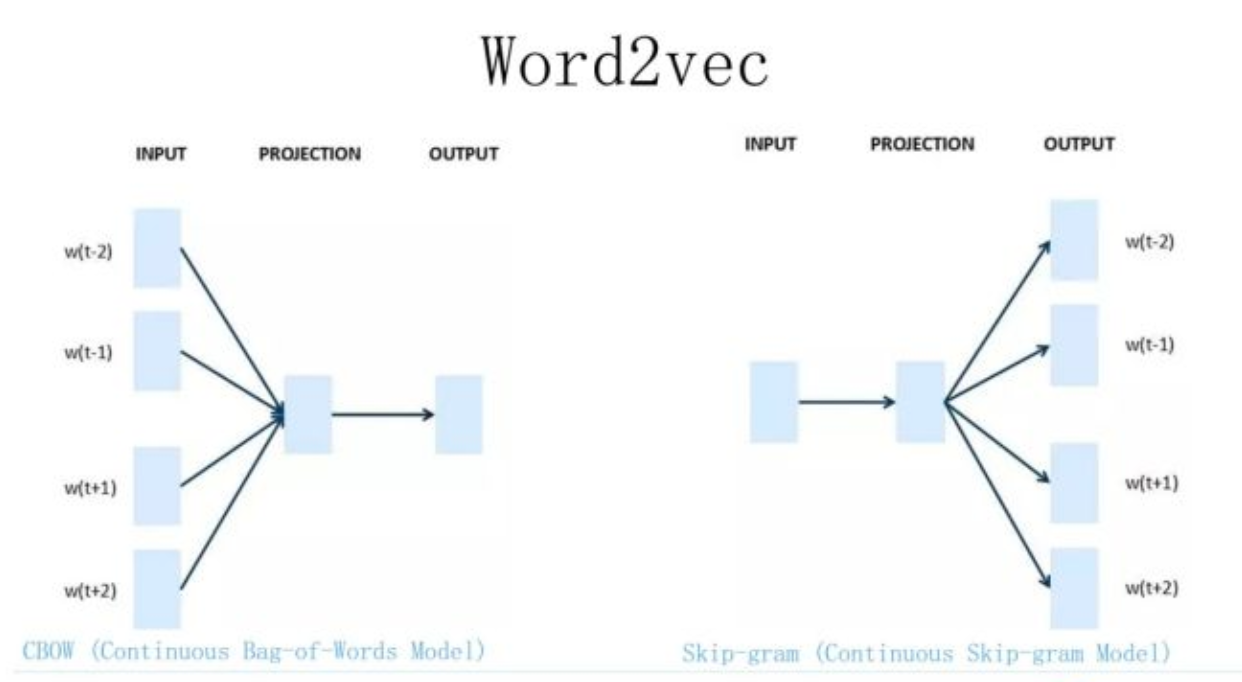 Word2vec
INPUT PROJECTION OUTPUT
w(t-2)
w(t-1)
w(t+1)
w(t+2)
CBOW (Continuous Bag-of-Words Model)
INPUT PROJECTION OUTPUT
w(t-2)
w(t-1)
w(t+1)
w(t+2)
Skip-gram (Continuous Skip-gram Model)